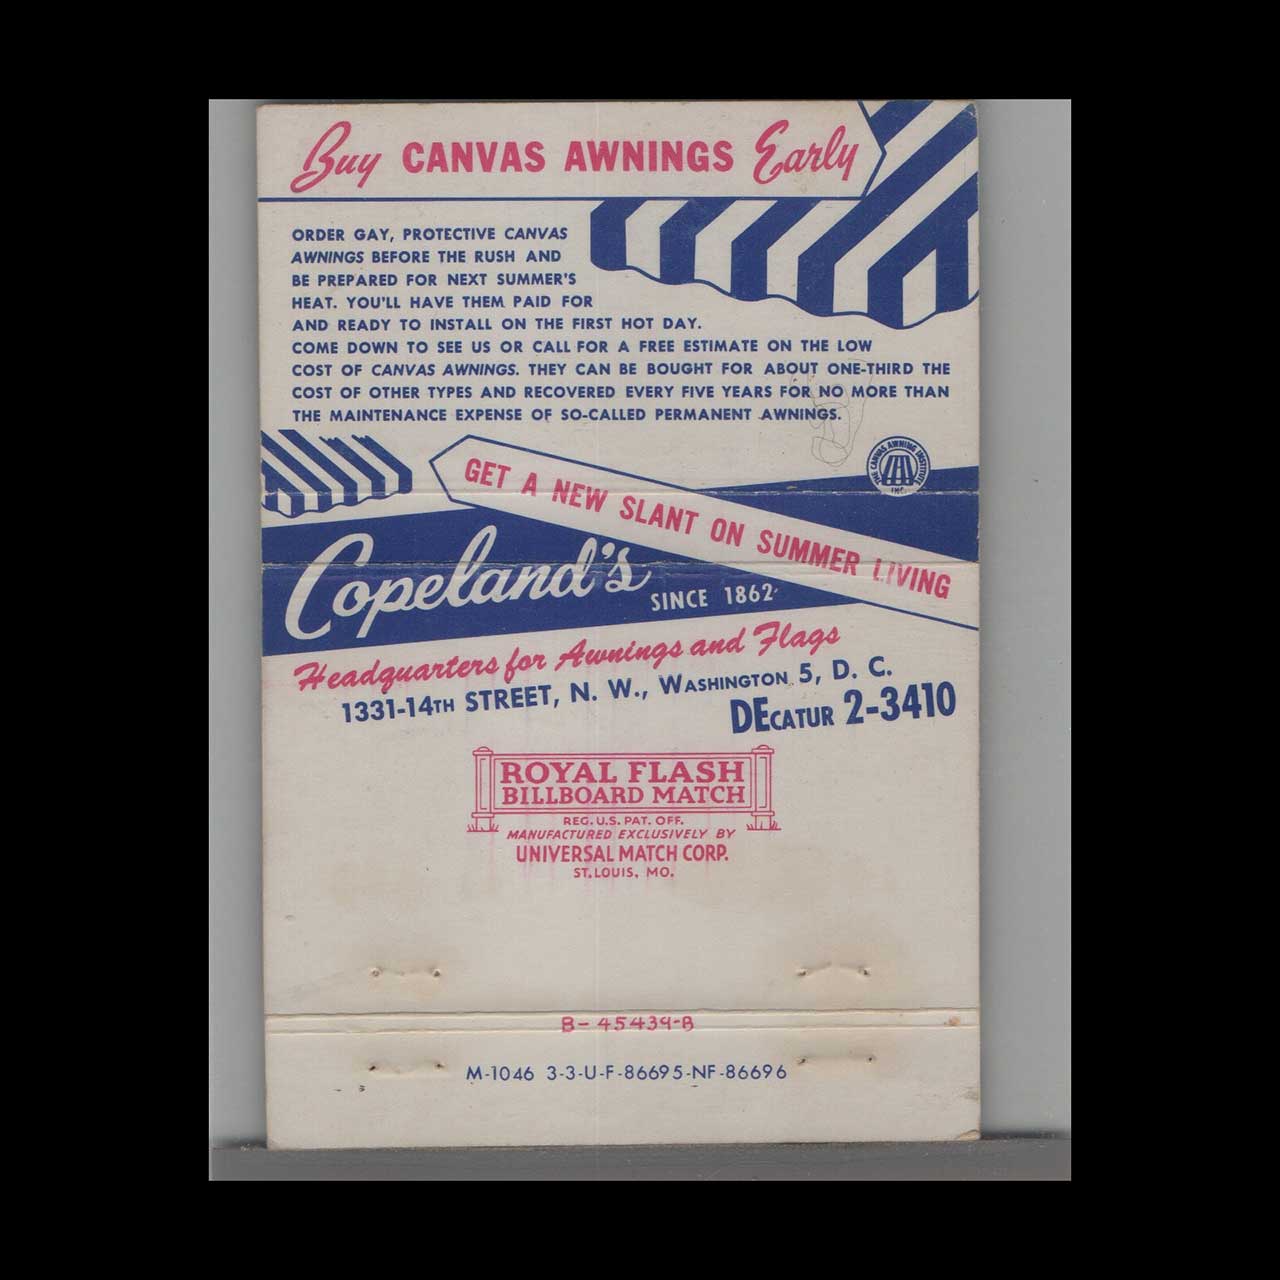 Buy CANVAS AWNINGS Early
ORDER GAY, PROTECTIVE CANVAS
AWNINGS BEFORE THE RUSH AND
BE PREPARED FOR NEXT SUMMER'S
HEAT. YOU'LL HAVE THEM PAID FOR
AND READY TO INSTALL ON THE FIRST HOT DAY.
COME DOWN TO SEE US OR CALL FOR A FREE ESTIMATE ON THE LOW
COST OF CANVAS AWNINGS. THEY CAN BE BOUGHT FOR ABOUT ONE-THIRD THE
COST OF OTHER TYPES AND RECOVERED EVERY FIVE YEARS FOR NO MORE THAN
THE MAINTENANCE EXPENSE OF SO-CALLED PERMANENT AWNINGS.
THE CANVAS AWNING INSTITUTE
INC.
GET A NEW SLANT ON SUMMER LIVING
Copeland's
SINCE 1862
Headquarters for Awnings and Flags
1331-14TH STREET, N. W., WASHINGTON 5, D. C.
DECATUR 2-3410
ROYAL FLASH
BILLBOARD MATCH
REG. U.S. PAT. OFF.
MANUFACTURED EXCLUSIVELY BY
UNIVERSAL MATCH CORP.
ST. LOUIS, MO.
B-45439-B
M-1046 3-3-U-F-86695-NF-86696